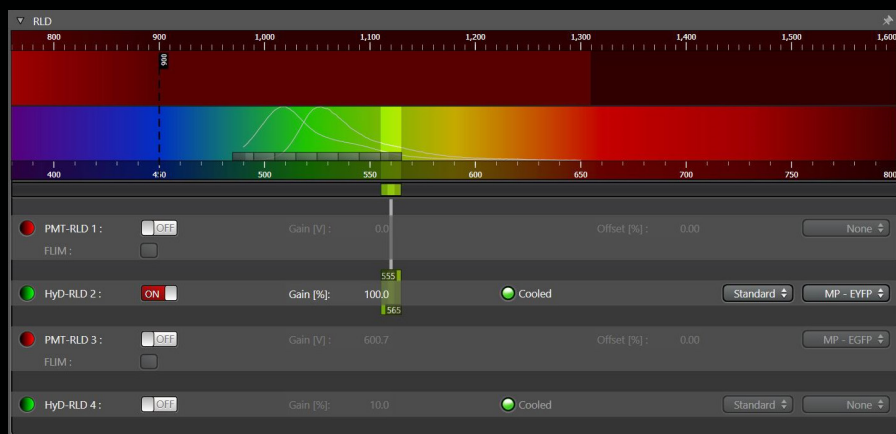 RLD
800 900 1,000 1,100 1,200 1,300 1,400 1,500 1,600
900
400 450 500 550 600 650 700 750 800
PMT-RLD 1 : OFF Gain [V] : 0.0 Offset [%] : 0.00 None
FLIM :
555
HyD-RLD 2 : ON Gain [%]: 100.0 Cooled Standard MP - EYFP
565
PMT-RLD 3 : OFF Gain [V] : 600.7 Offset [%] : 0.00 MP - EGFP
FLIM :
HyD-RLD 4 : OFF Gain [%]: 10.0 Cooled Standard None